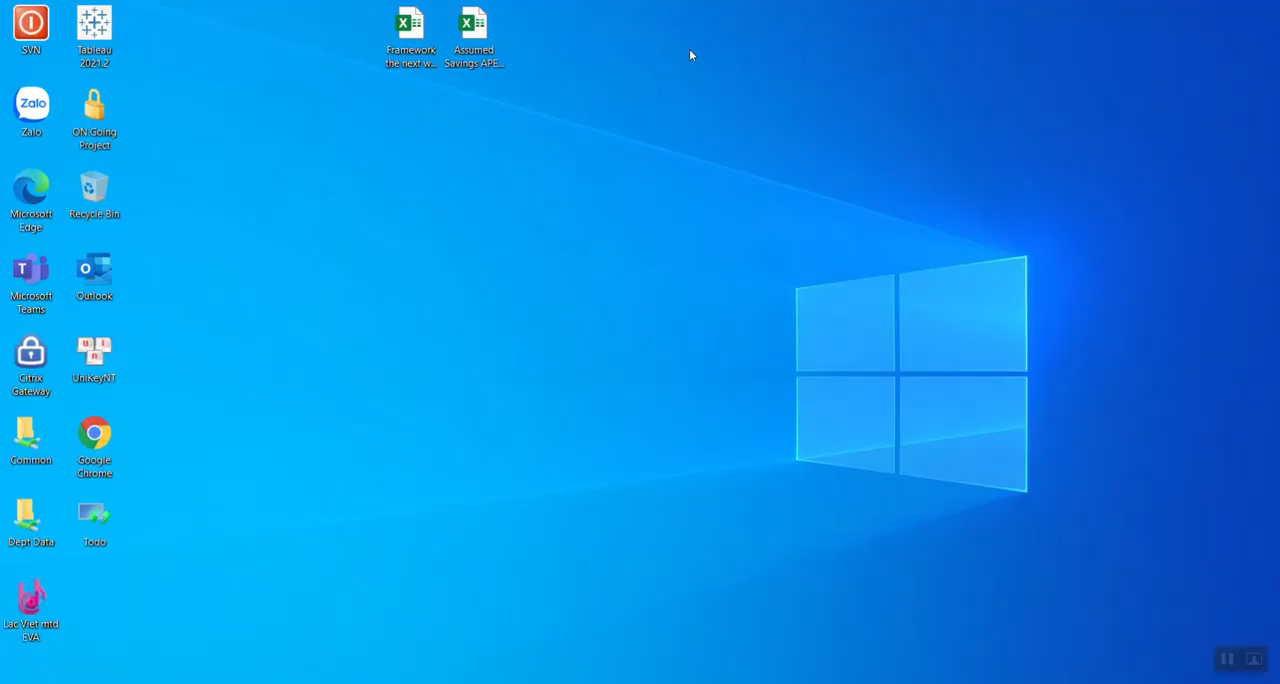 SVN
Tableau
2021.2
Framework
the next w...
Assumed
Savings APE...
Zalo
Zalo
ON Going
Project
Microsoft
Edge
Recycle Bin
T
Microsoft
Teams
O
Outlook
Citrix
Gateway
u i
n
UniKeyNT
Common
Google
Chrome
Dept Data
Todo
Lac Viet mtd
EVA